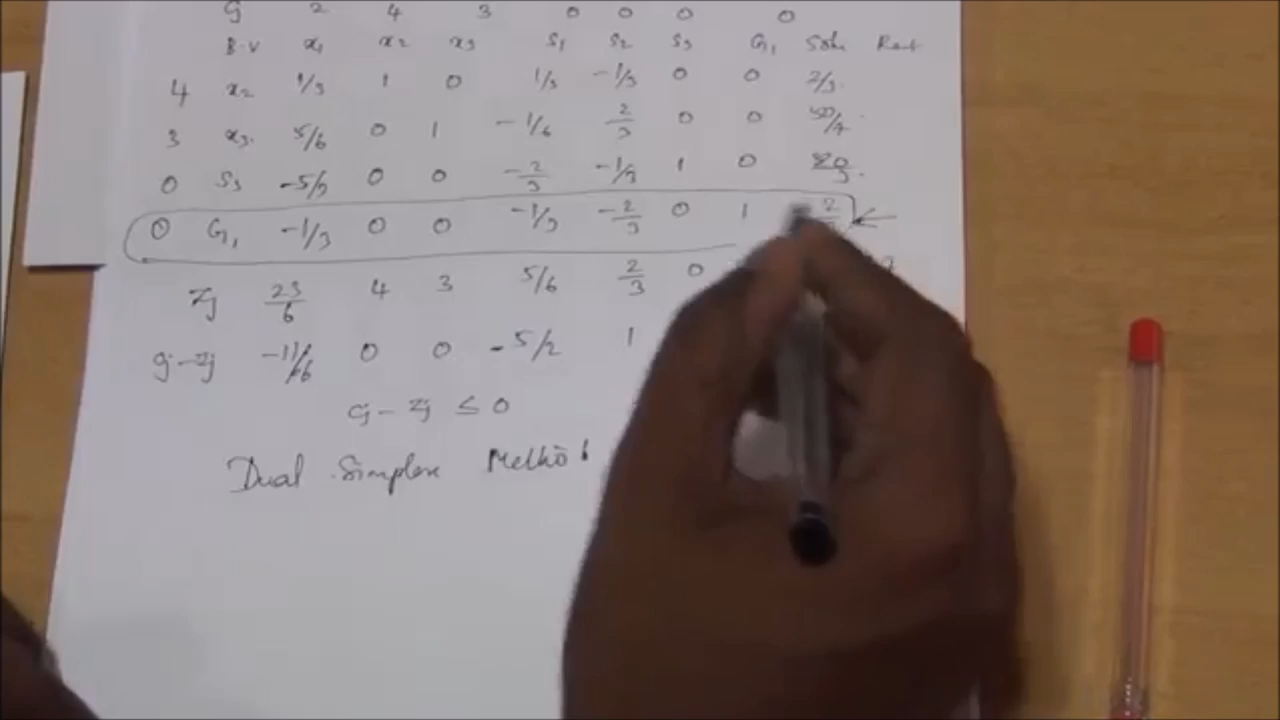 Cj 2 4 3 0 0 0 0
B.V x₁ x₂ x₃ S₁ S₂ S₃ G₁ Soln
4 x₂ 1/3 1 0 1/3 -1/3 0 0 2/3
3 x₃ 5/6 0 1 -1/6 2/3 0 0
0 S₃ -5/3 0 0 -2/3 -1/3 1 0
0 G₁ -1/3 0 0 -1/3 -2/3 0 1
Zj 23/6 4 3 5/6 2/3 0
Cj-Zj -11/6 0 0 -5/2 1
Cj - Zj ≤ 0
Dual Simplex Method